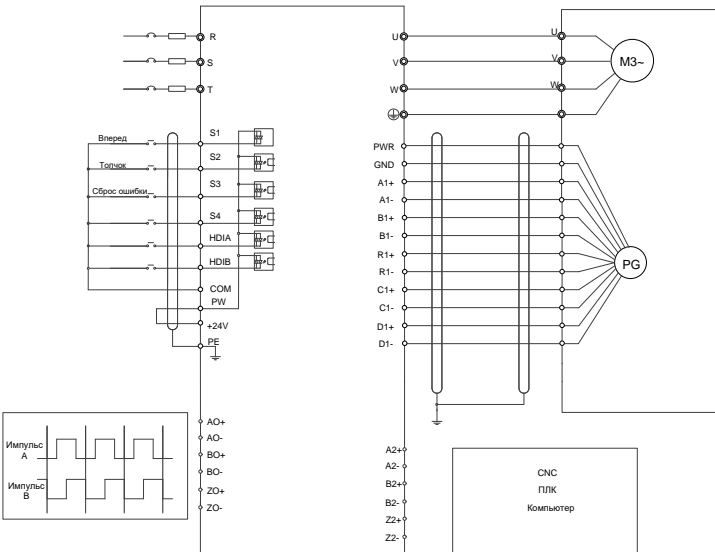 R
S
T
Вперед
S1
Толчок
S2
Сброс ошибки
S3
S4
HDIA
HDIB
COM
PW
+24V
PE
Импульс
A
Импульс
B
AO+
AO-
BO+
BO-
ZO+
ZO-
U
V
W
PWR
GND
A1+
A1-
B1+
B1-
R1+
R1-
C1+
C1-
D1+
D1-
A2+
A2-
B2+
B2-
Z2+
Z2-
U
V
W
M3~
PG
CNC
ПЛК
Компьютер